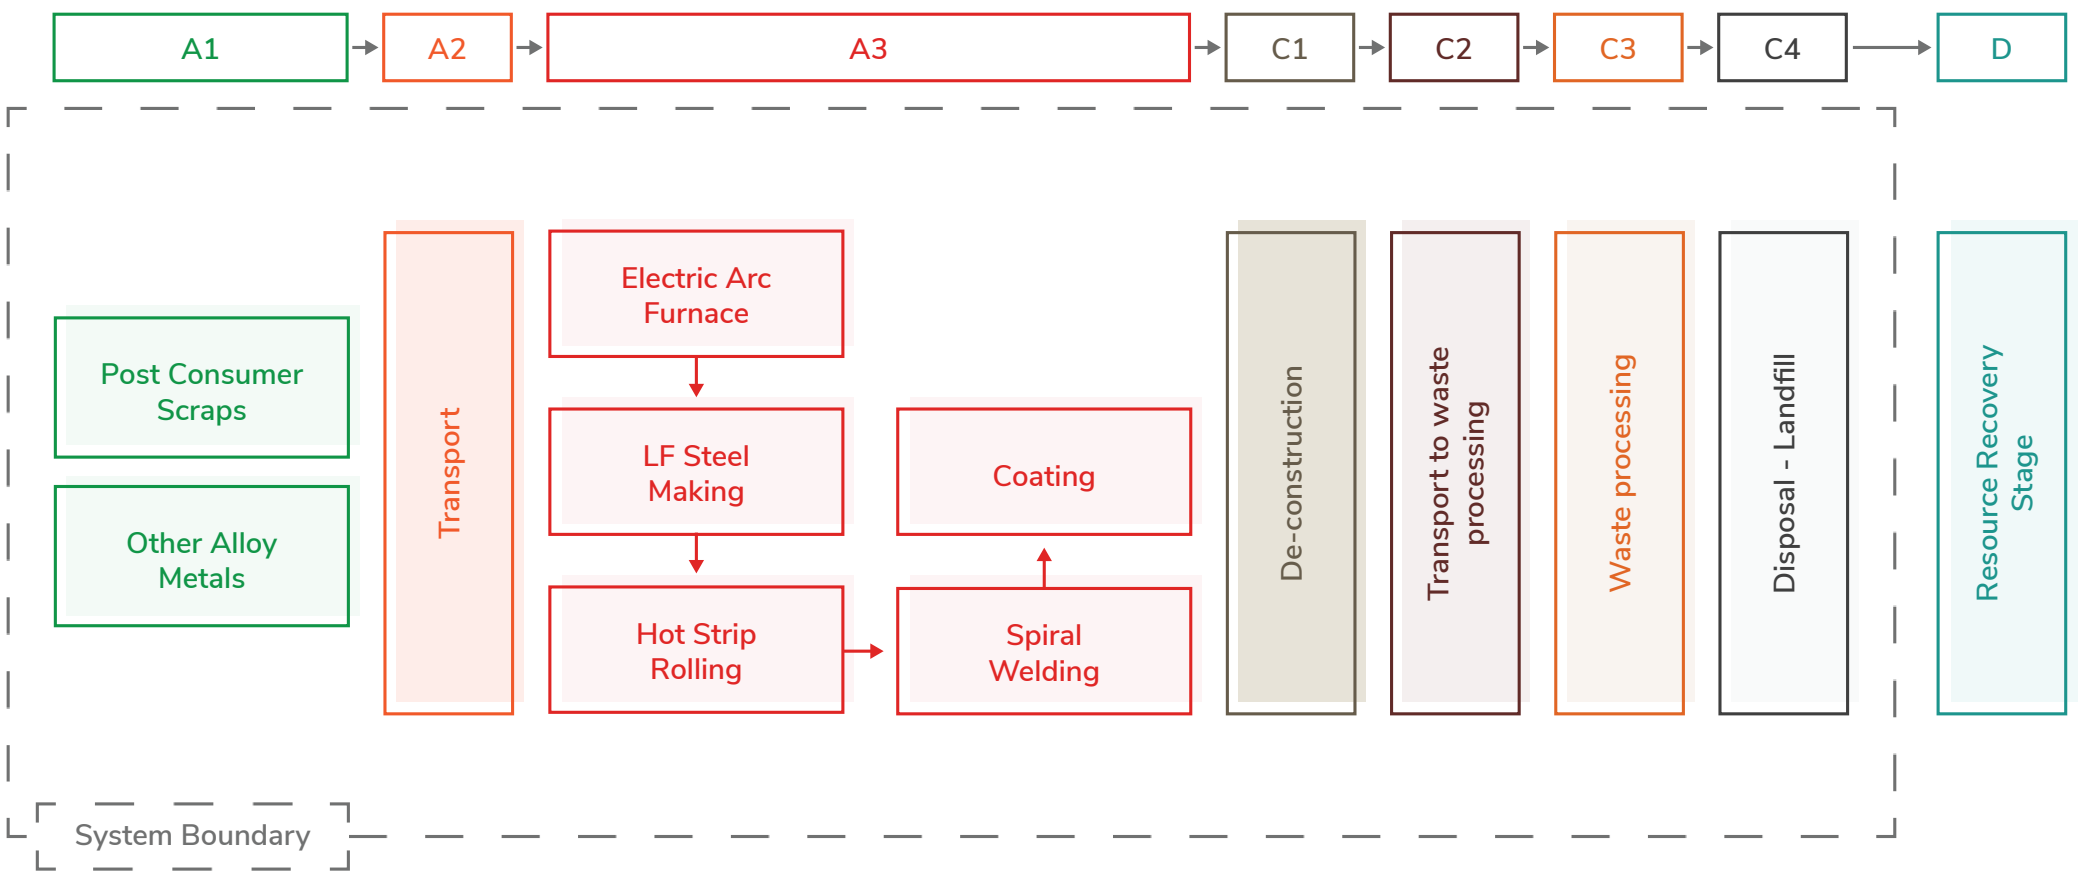 A1
A2
A3
C1
C2
C3
C4
D
Post Consumer
Scraps
Other Alloy
Metals
Transport
Electric Arc
Furnace
LF Steel
Making
Hot Strip
Rolling
Spiral
Welding
Coating
De-construction
Transport to waste
processing
Waste processing
Disposal - Landfill
Resource Recovery
Stage
System Boundary